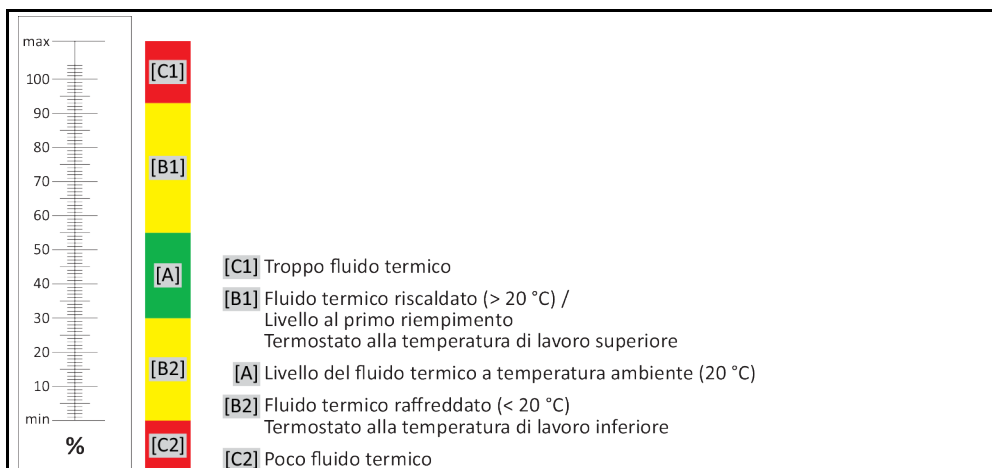 max
100
90
80
70
60
50
40
30
20
10
min
%
[C1]
[B1]
[A]
[B2]
[C2]
[C1] Troppo fluido termico
[B1] Fluido termico riscaldato (> 20 °C) /
Livello al primo riempimento
Termostato alla temperatura di lavoro superiore
[A] Livello del fluido termico a temperatura ambiente (20 °C)
[B2] Fluido termico raffreddato (< 20 °C)
Termostato alla temperatura di lavoro inferiore
[C2] Poco fluido termico